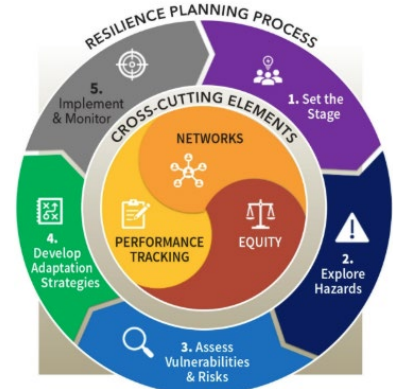 RESILIENCE PLANNING PROCESS
1. Set the
Stage
2.
Explore
Hazards
3. Assess
Vulnerabilities
& Risks
4.
Develop
Adaptation
Strategies
5.
Implement
& Monitor
CROSS-CUTTING ELEMENTS
NETWORKS
EQUITY
PERFORMANCE
TRACKING